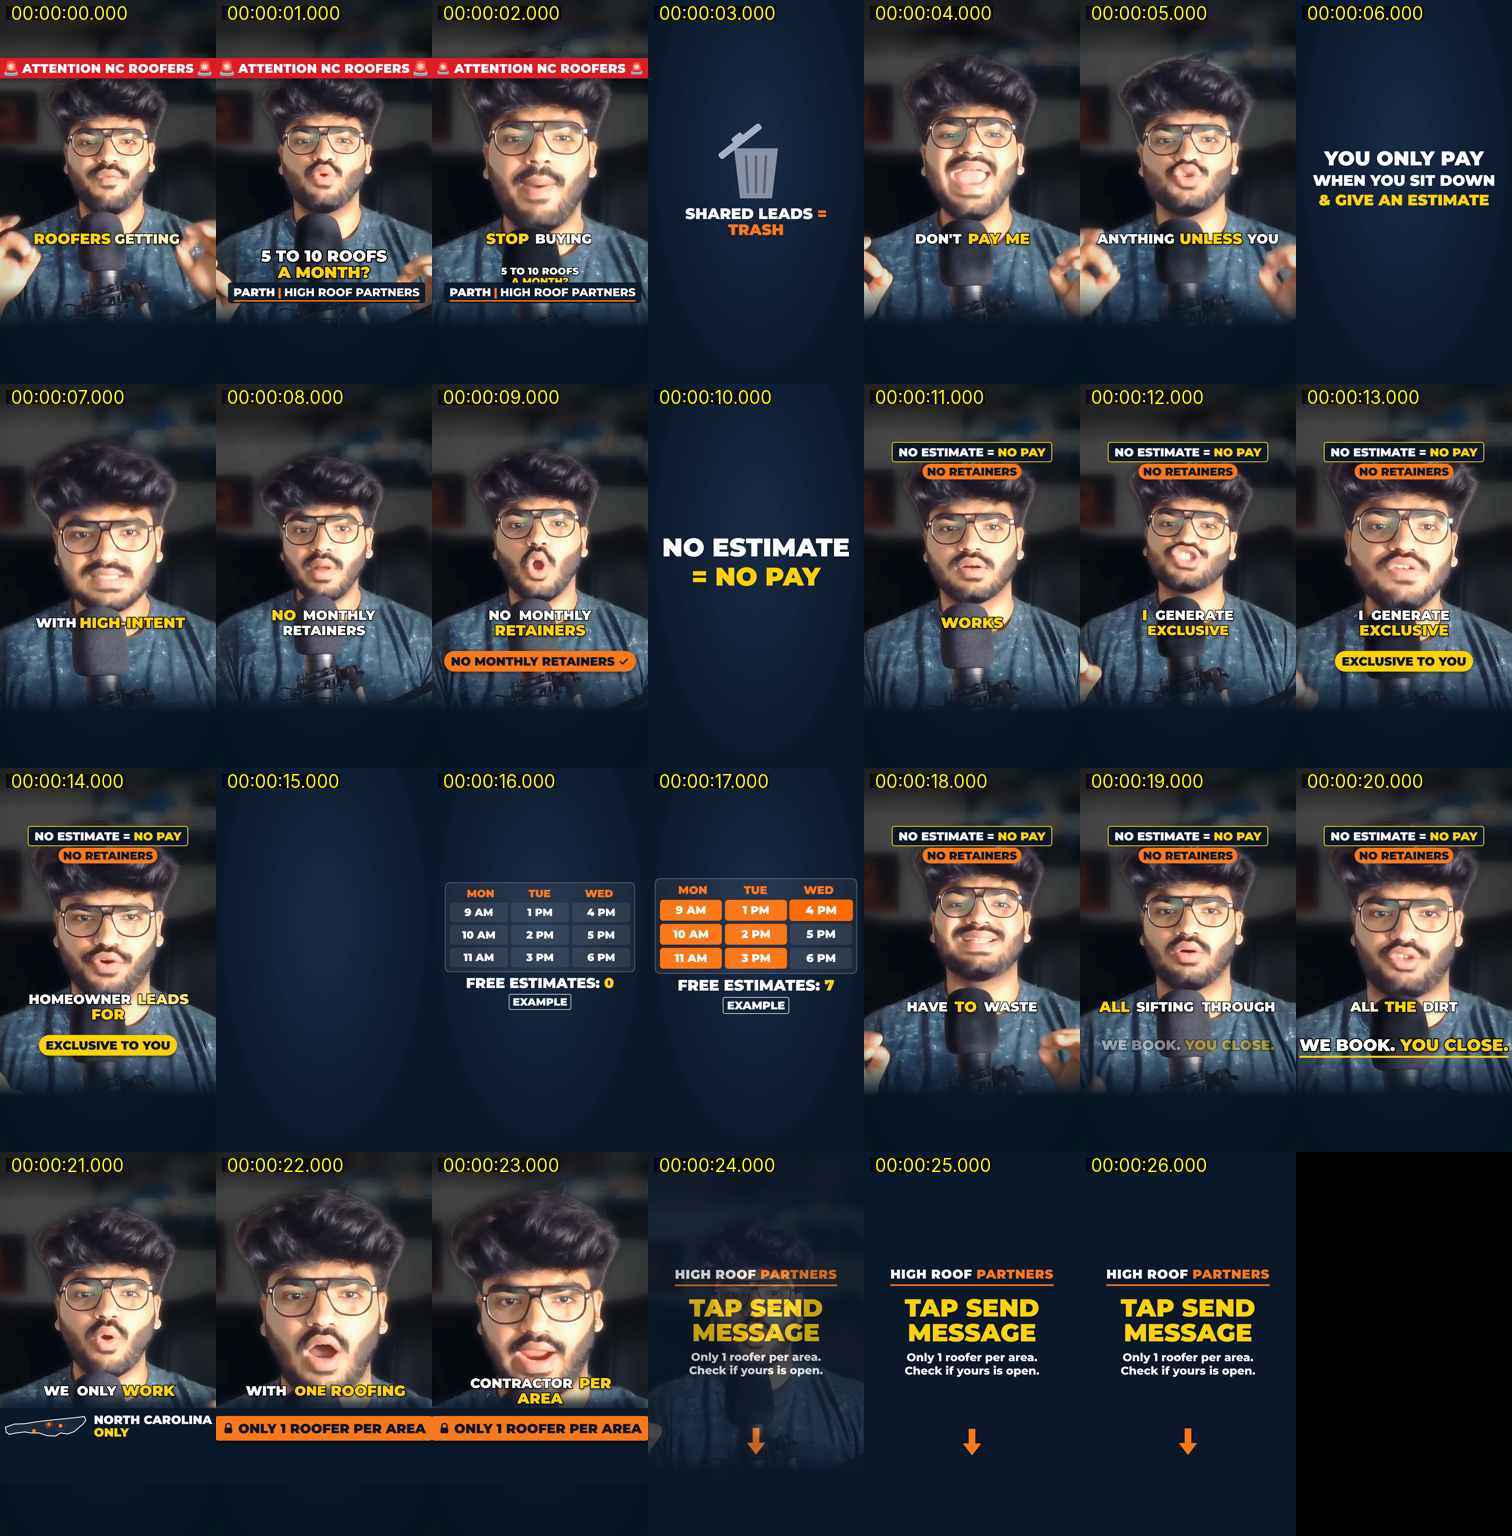 00:00:00.000
🚨 ATTENTION NC ROOFERS 🚨
ROOFERS GETTING
00:00:01.000
🚨 ATTENTION NC ROOFERS 🚨
5 TO 10 ROOFS
A MONTH?
PARTH | HIGH ROOF PARTNERS
00:00:02.000
🚨 ATTENTION NC ROOFERS 🚨
STOP BUYING
5 TO 10 ROOFS
A MONTH?
PARTH | HIGH ROOF PARTNERS
00:00:03.000
SHARED LEADS =
TRASH
00:00:04.000
DON'T PAY ME
00:00:05.000
ANYTHING UNLESS YOU
00:00:06.000
YOU ONLY PAY
WHEN YOU SIT DOWN
& GIVE AN ESTIMATE
00:00:07.000
WITH HIGH-INTENT
00:00:08.000
NO MONTHLY
RETAINERS
00:00:09.000
NO MONTHLY
RETAINERS
NO MONTHLY RETAINERS ✓
00:00:10.000
NO ESTIMATE
= NO PAY
00:00:11.000
NO ESTIMATE = NO PAY
NO RETAINERS
WORKS
00:00:12.000
NO ESTIMATE = NO PAY
NO RETAINERS
I GENERATE
EXCLUSIVE
00:00:13.000
NO ESTIMATE = NO PAY
NO RETAINERS
I GENERATE
EXCLUSIVE
EXCLUSIVE TO YOU
00:00:14.000
NO ESTIMATE = NO PAY
NO RETAINERS
HOMEOWNER LEADS
FOR
EXCLUSIVE TO YOU
00:00:15.000
00:00:16.000
MON TUE WED
9 AM 1 PM 4 PM
10 AM 2 PM 5 PM
11 AM 3 PM 6 PM
FREE ESTIMATES: 0
EXAMPLE
00:00:17.000
MON TUE WED
9 AM 1 PM 4 PM
10 AM 2 PM 5 PM
11 AM 3 PM 6 PM
FREE ESTIMATES: 7
EXAMPLE
00:00:18.000
NO ESTIMATE = NO PAY
NO RETAINERS
HAVE TO WASTE
00:00:19.000
NO ESTIMATE = NO PAY
NO RETAINERS
ALL SIFTING THROUGH
WE BOOK. YOU CLOSE.
00:00:20.000
NO ESTIMATE = NO PAY
NO RETAINERS
ALL THE DIRT
WE BOOK. YOU CLOSE.
00:00:21.000
WE ONLY WORK
NORTH CAROLINA
ONLY
00:00:22.000
WITH ONE ROOFING
🔒 ONLY 1 ROOFER PER AREA
00:00:23.000
CONTRACTOR PER
AREA
🔒 ONLY 1 ROOFER PER AREA
00:00:24.000
HIGH ROOF PARTNERS
TAP SEND
MESSAGE
Only 1 roofer per area.
Check if yours is open.
00:00:25.000
HIGH ROOF PARTNERS
TAP SEND
MESSAGE
Only 1 roofer per area.
Check if yours is open.
00:00:26.000
HIGH ROOF PARTNERS
TAP SEND
MESSAGE
Only 1 roofer per area.
Check if yours is open.